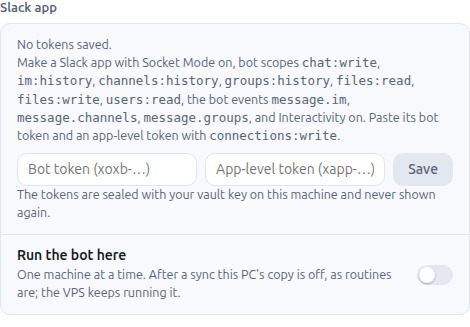 Slack app
No tokens saved.
Make a Slack app with Socket Mode on, bot scopes chat:write,
im:history, channels:history, groups:history, files:read,
files:write, users:read, the bot events message.im,
message.channels, message.groups, and Interactivity on. Paste its bot
token and an app-level token with connections:write.
Bot token (xoxb-…) App-level token (xapp-…) Save
The tokens are sealed with your vault key on this machine and never shown
again.
Run the bot here
One machine at a time. After a sync this PC's copy is off, as routines
are; the VPS keeps running it.